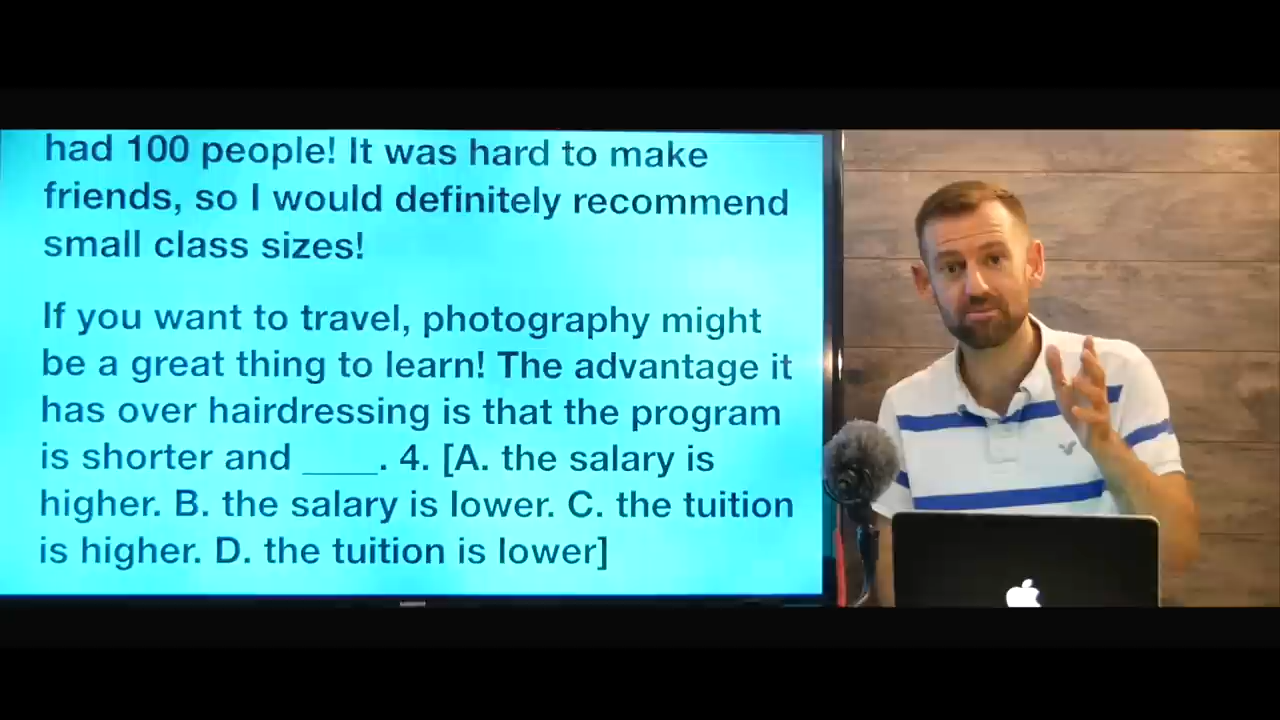 had 100 people! It was hard to make
friends, so I would definitely recommend
small class sizes!
If you want to travel, photography might
be a great thing to learn! The advantage it
has over hairdressing is that the program
is shorter and ____. 4. [A. the salary is
higher. B. the salary is lower. C. the tuition
is higher. D. the tuition is lower]